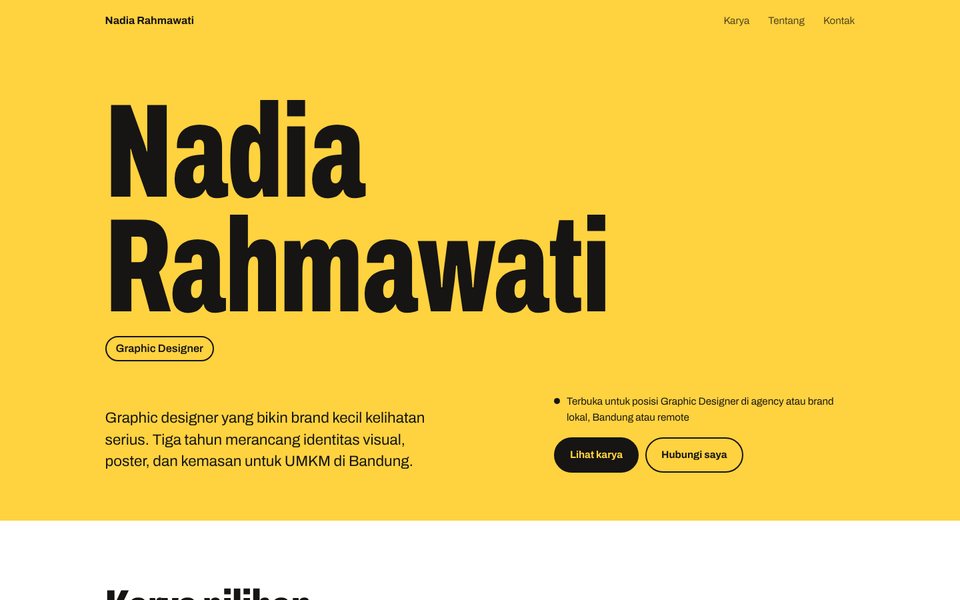 Nadia Rahmawati
Karya Tentang Kontak
Nadia
Rahmawati
Graphic Designer
Graphic designer yang bikin brand kecil kelihatan
serius. Tiga tahun merancang identitas visual,
poster, dan kemasan untuk UMKM di Bandung.
Terbuka untuk posisi Graphic Designer di agency atau brand
lokal, Bandung atau remote
Lihat karya
Hubungi saya
Karya pilihan